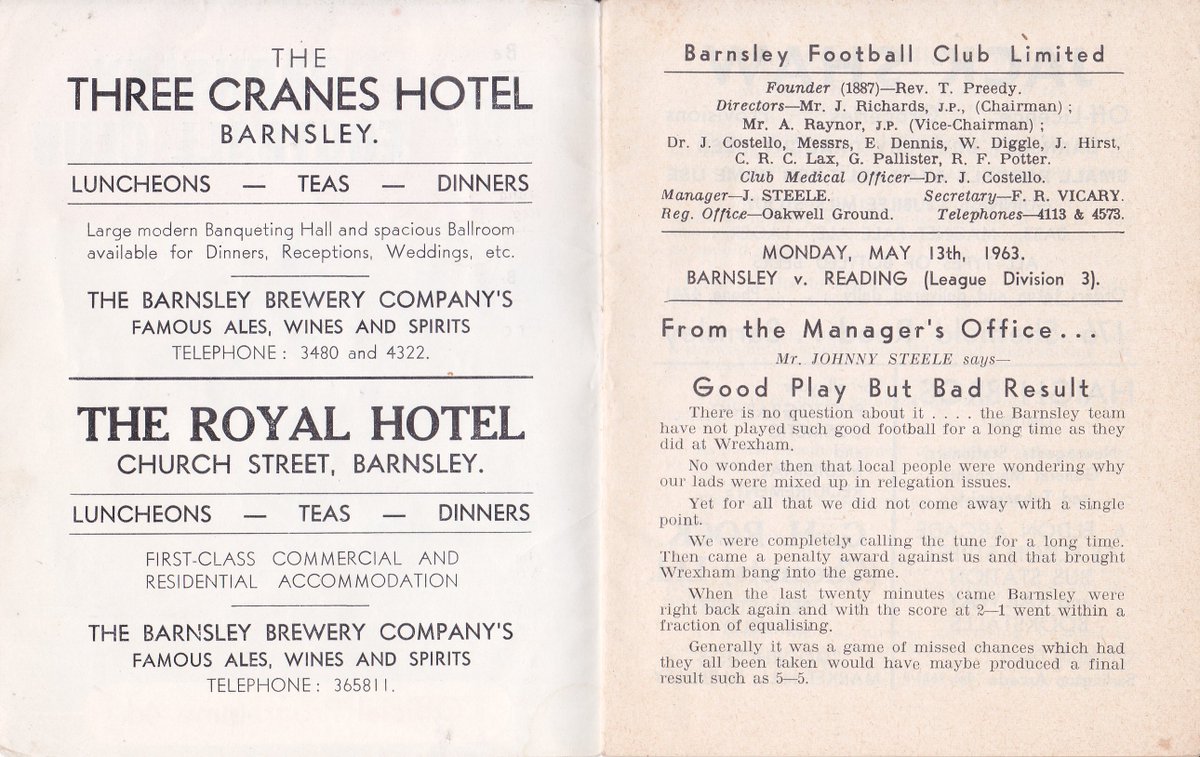 THE
THREE CRANES HOTEL
BARNSLEY.
LUNCHEONS — TEAS — DINNERS
Large modern Banqueting Hall and spacious Ballroom
available for Dinners, Receptions, Weddings, etc.
THE BARNSLEY BREWERY COMPANY'S
FAMOUS ALES, WINES AND SPIRITS
TELEPHONE: 3480 and 4322.
THE ROYAL HOTEL
CHURCH STREET, BARNSLEY.
LUNCHEONS — TEAS — DINNERS
FIRST-CLASS COMMERCIAL AND
RESIDENTIAL ACCOMMODATION
THE BARNSLEY BREWERY COMPANY'S
FAMOUS ALES, WINES AND SPIRITS
TELEPHONE: 365811.
Barnsley Football Club Limited
Founder (1887)—Rev. T. Preedy.
Directors—Mr. J. Richards, J.P., (Chairman) ;
Mr. A. Raynor, J.P. (Vice-Chairman) ;
Dr. J. Costello, Messrs, E. Dennis, W. Diggle, J. Hirst,
C. R. C. Lax, G. Pallister, R. F. Potter.
Club Medical Officer—Dr. J. Costello.
Manager—J. STEELE. Secretary—F. R. VICARY.
Reg. Office—Oakwell Ground. Telephones—4113 & 4573.
MONDAY, MAY 13th, 1963.
BARNSLEY v. READING (League Division 3).
From the Manager's Office...
Mr. JOHNNY STEELE says—
Good Play But Bad Result
There is no question about it . . . . the Barnsley team
have not played such good football for a long time as they
did at Wrexham.
No wonder then that local people were wondering why
our lads were mixed up in relegation issues.
Yet for all that we did not come away with a single
point.
We were completely calling the tune for a long time.
Then came a penalty award against us and that brought
Wrexham bang into the game.
When the last twenty minutes came Barnsley were
right back again and with the score at 2—1 went within a
fraction of equalising.
Generally it was a game of missed chances which had
they all been taken would have maybe produced a final
result such as 5—5.